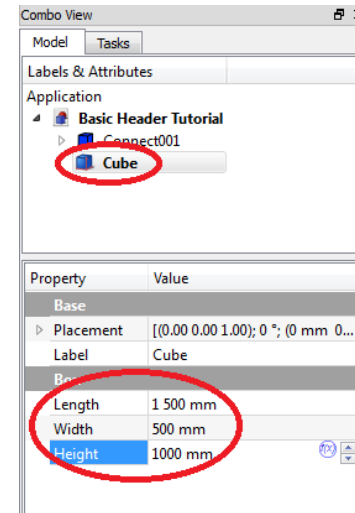 Combo View
Model Tasks
Labels & Attributes
Application
Basic Header Tutorial
Connect001
Cube
Property Value
Base
Placement [(0.00 0.00 1.00); 0 °; (0 mm 0...
Label Cube
Length 1 500 mm
Width 500 mm
Height 1000 mm